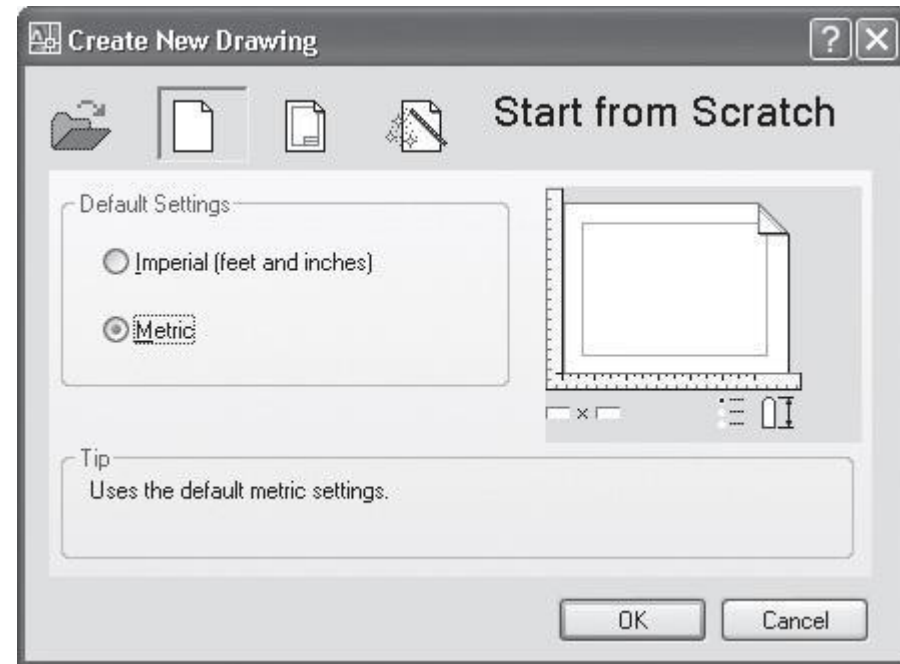 Create New Drawing
Start from Scratch
Default Settings
Imperial (feet and inches)
Metric
Tip
Uses the default metric settings.
OK
Cancel